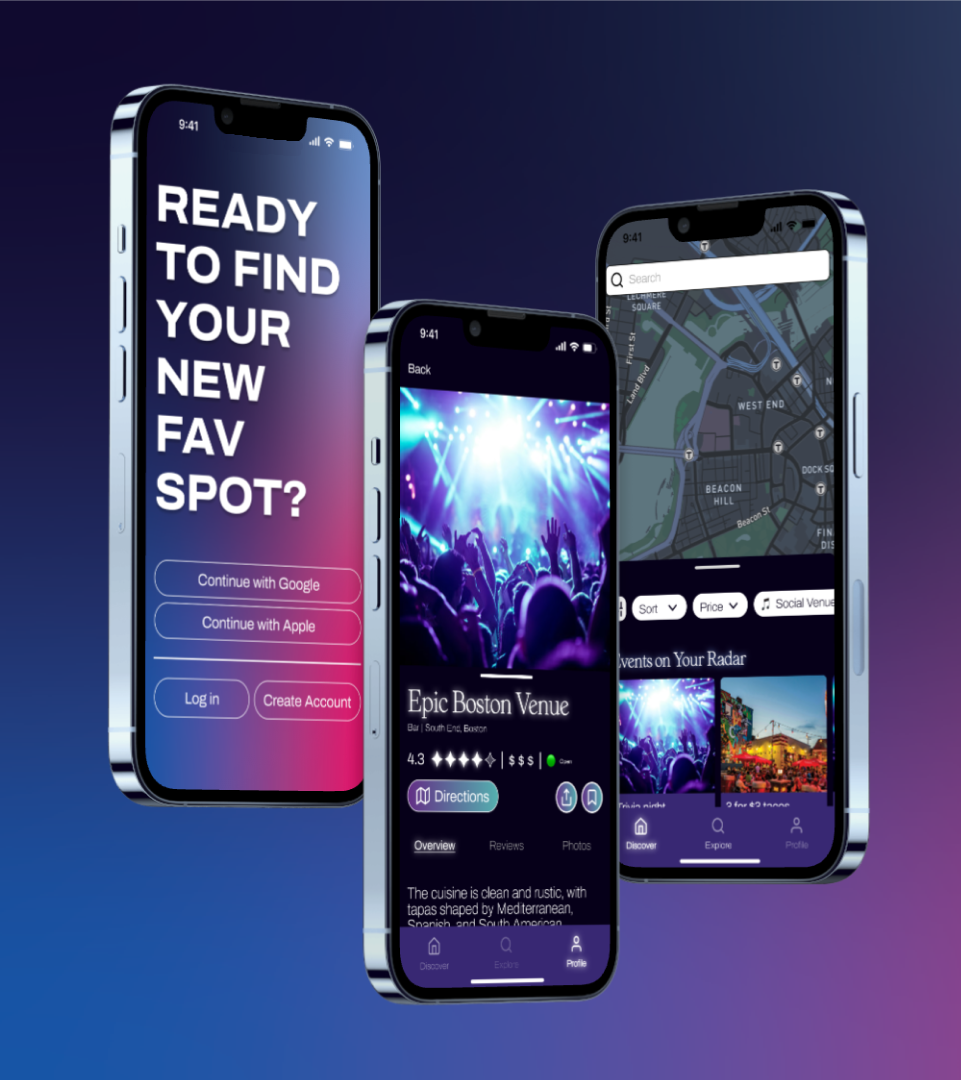 9:41
READY
TO FIND
YOUR
NEW
FAV
SPOT?
Continue with Google
Continue with Apple
Log in
Create Account
9:41
Back
Epic Boston Venue
Bar | South End, Boston
4.3 | $ $ $ | Open
Directions
Overview Reviews Photos
The cuisine is clean and rustic, with
tapas shaped by Mediterranean,
Spanish, and South American
Discover Explore Profile
9:41
Search
LECHMERE
SQUARE
First St
Land Blvd
WEST END
T
T
T
T
T
T
T
BEACON
HILL
Beacon St
DOCK SQ
FIN
DIS
Sort
Price
Social Venue
Events on Your Radar
Trivia night
3 for $3 tacos
Discover Explore Profile